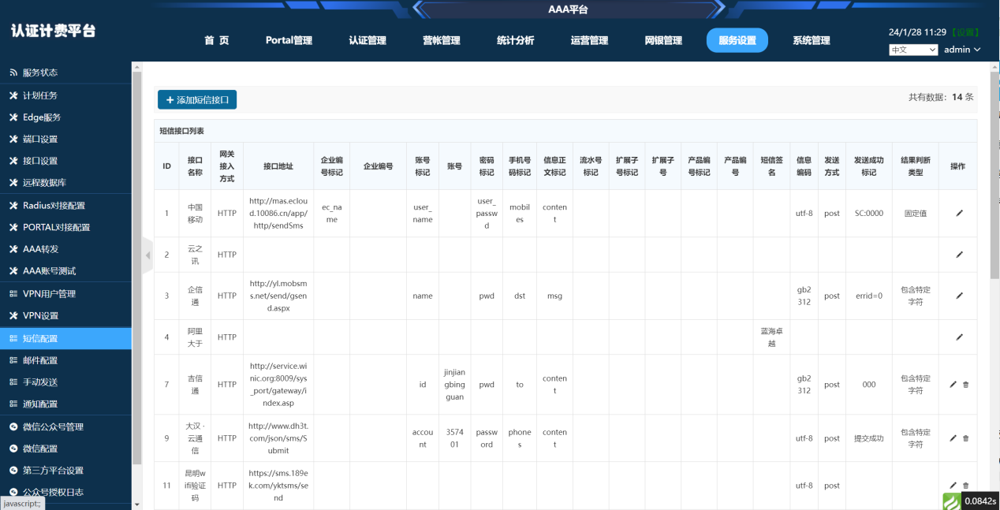 AAA平台
认证计费平台
首 页 Portal管理 认证管理 营帐管理 统计分析 运营管理 网银管理 服务设置 系统管理
24/1/28 11:29 【设置】
中文 admin
服务状态
计划任务
Edge服务
端口设置
接口设置
远程数据库
Radius对接配置
PORTAL对接配置
AAA转发
AAA账号测试
VPN用户管理
VPN设置
短信配置
邮件配置
手动发送
通知配置
微信公众号管理
微信配置
第三方平台设置
公众号授权日志
javascript:;
+ 添加短信接口
共有数据：14 条
短信接口列表
ID 接口名称 网关接入方式 接口地址 企业编号标记 企业编号 账号标记 账号 密码标记 手机号码标记 信息正文标记 流水号标记 扩展子号标记 扩展子号 产品编号标记 产品编号 短信签名 信息编码 发送方式 发送成功标记 结果判断类型 操作
1 中国移动 HTTP http://mas.ecloud.10086.cn/app/http/sendSms ec_name user_name user_passwd mobiles content utf-8 post SC:0000 固定值
2 云之讯 HTTP
3 企信通 HTTP http://yl.mobsms.net/send/gsend.aspx name pwd dst msg gb2312 post errid=0 包含特定字符
4 阿里大于 HTTP 蓝海卓越
7 吉信通 HTTP http://service.winic.org:8009/sys_port/gateway/index.asp id jinjiangbingguan pwd to content gb2312 post 000 包含特定字符
9 大汉·云通信 HTTP http://www.dh3t.com/json/sms/Submit account 357401 password phones content utf-8 post 提交成功 包含特定字符
11 昆明wifi验证码 HTTP https://sms.189ek.com/yktsms/send utf-8 post
0.0842s